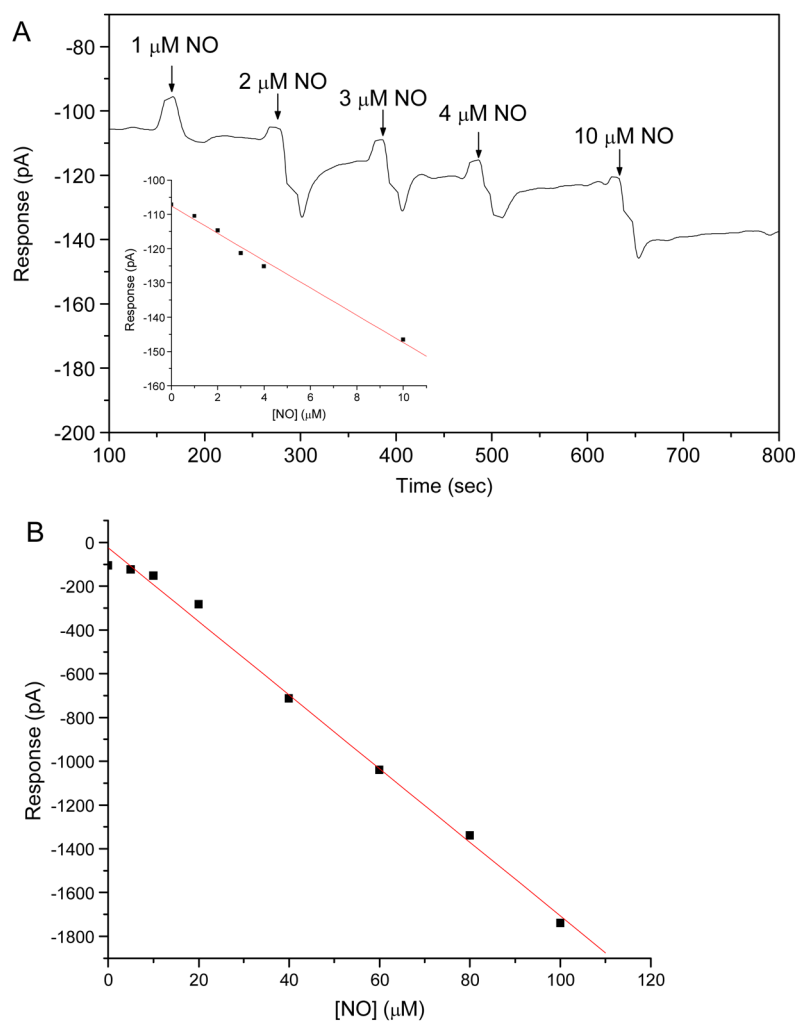 A
1 μM NO
2 μM NO
3 μM NO
4 μM NO
10 μM NO
Response (pA)
-80
-100
-120
-140
-160
-180
-200
100 200 300 400 500 600 700 800
Time (sec)
Response (pA)
-100
-110
-120
-130
-140
-150
-160
0 2 4 6 8 10
[NO] (μM)
B
Response (pA)
0
-200
-400
-600
-800
-1000
-1200
-1400
-1600
-1800
0 20 40 60 80 100 120
[NO] (μM)